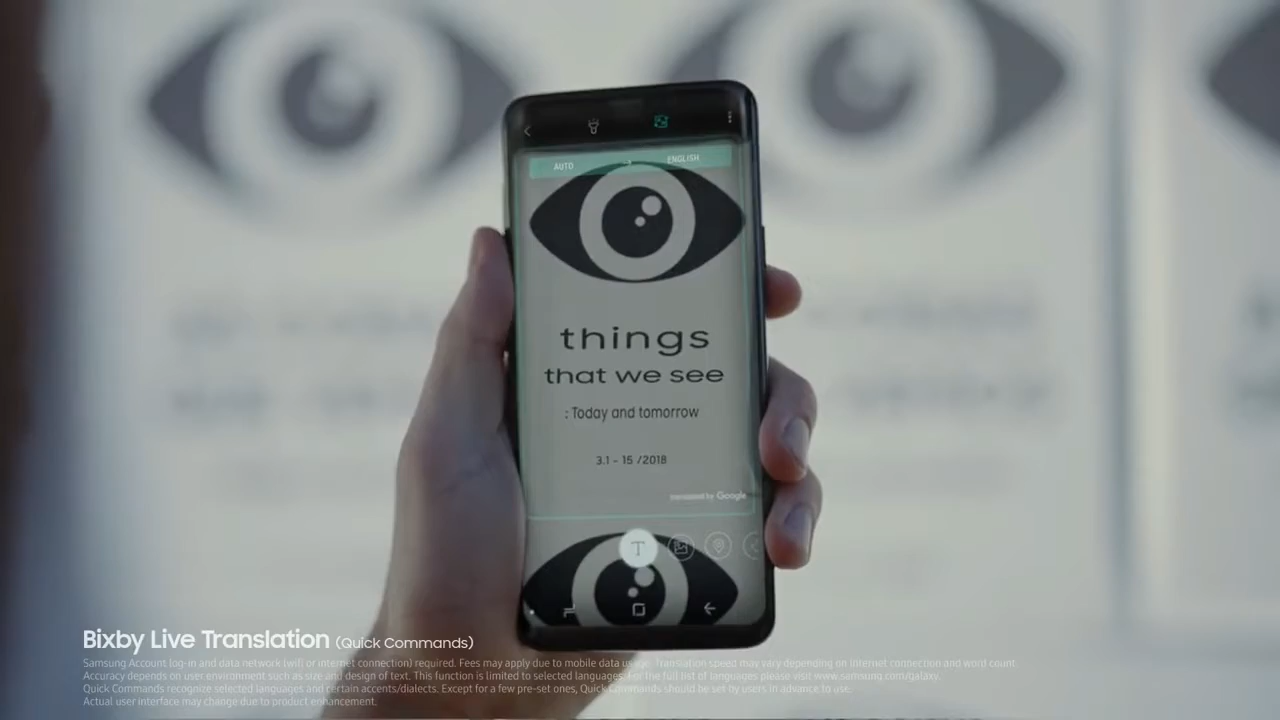 AUTO → ENGLISH
things
that we see
: Today and tomorrow
3.1 - 15 /2018
translated by Google
T
Bixby Live Translation (Quick Commands)
Samsung Account log-in and data network (wifi or internet connection) required. Fees may apply due to mobile data usage. Translation speed may vary depending on internet connection and word count.
Accuracy depends on user environment such as size and design of text. This function is limited to selected languages. For the full list of languages please visit www.samsung.com/galaxy.
Quick Commands recognize selected languages and certain accents/dialects. Except for a few pre-set ones, Quick Commands should be set by users in advance to use.
Actual user interface may change due to product enhancement.